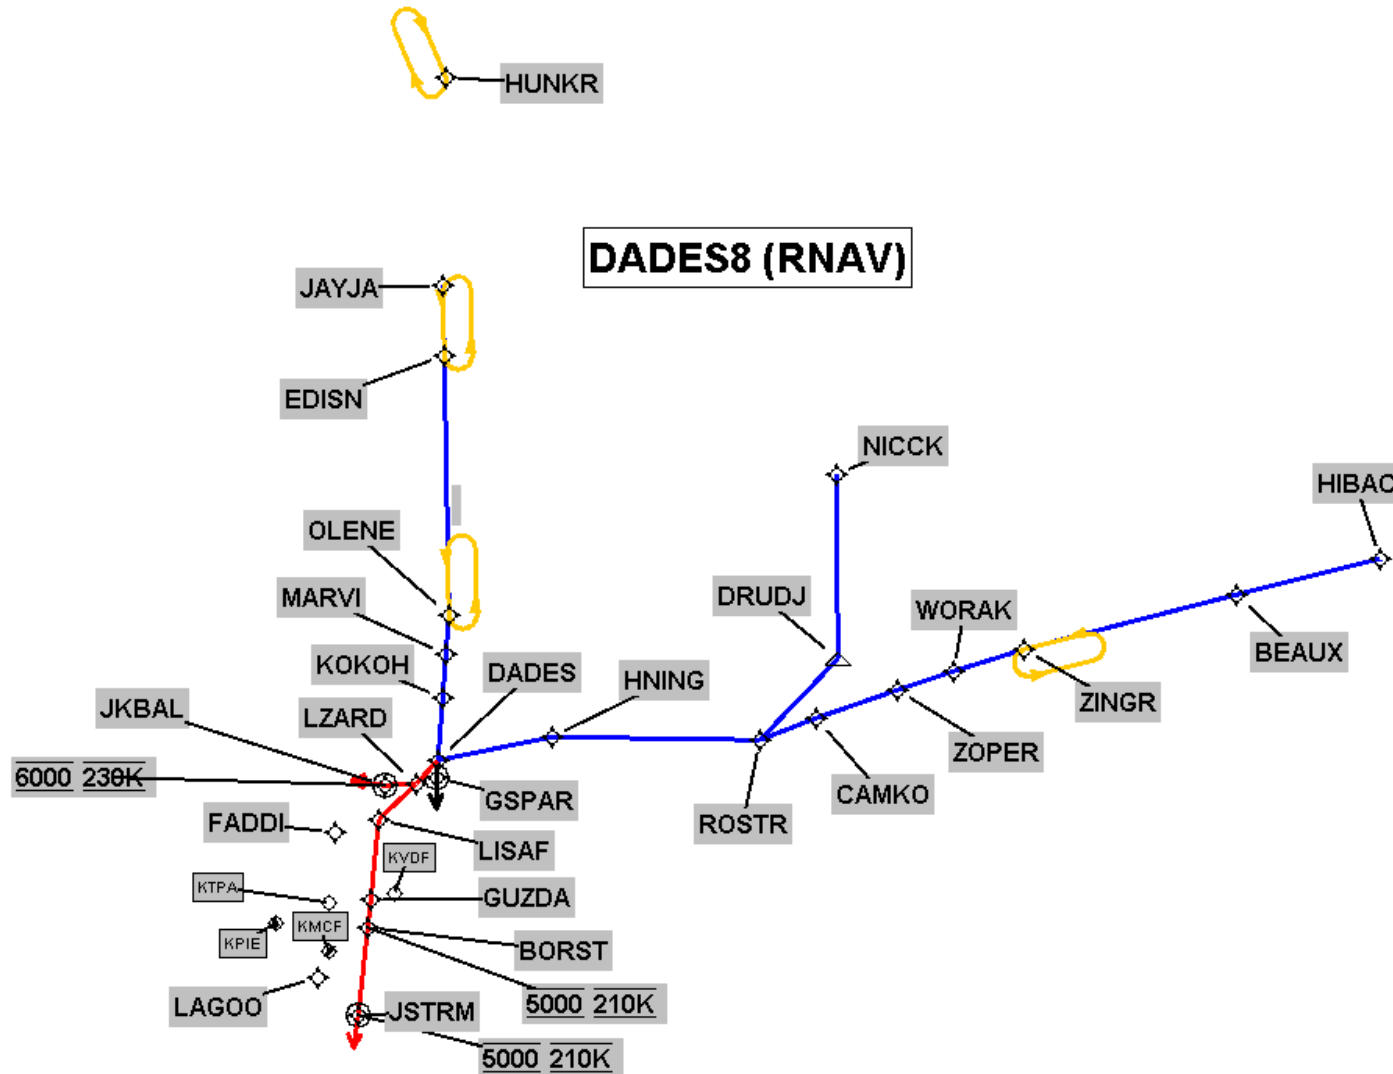 HUNKR
DADES8 (RNAV)
JAYJA
EDISN
NICCK
HIBAC
OLENE
MARVI
DRUDJ
WORAK
KOKOH
DADES
HNING
BEAUX
JKBAL
LZARD
ZINGR
ZOPER
6000 230K
GSPAR
CAMKO
FADDI
ROSTR
LISAF
KVDF
KTPA
GUZDA
KPIE
KMCF
BORST
LAGOO
5000 210K
JSTRM
5000 210K